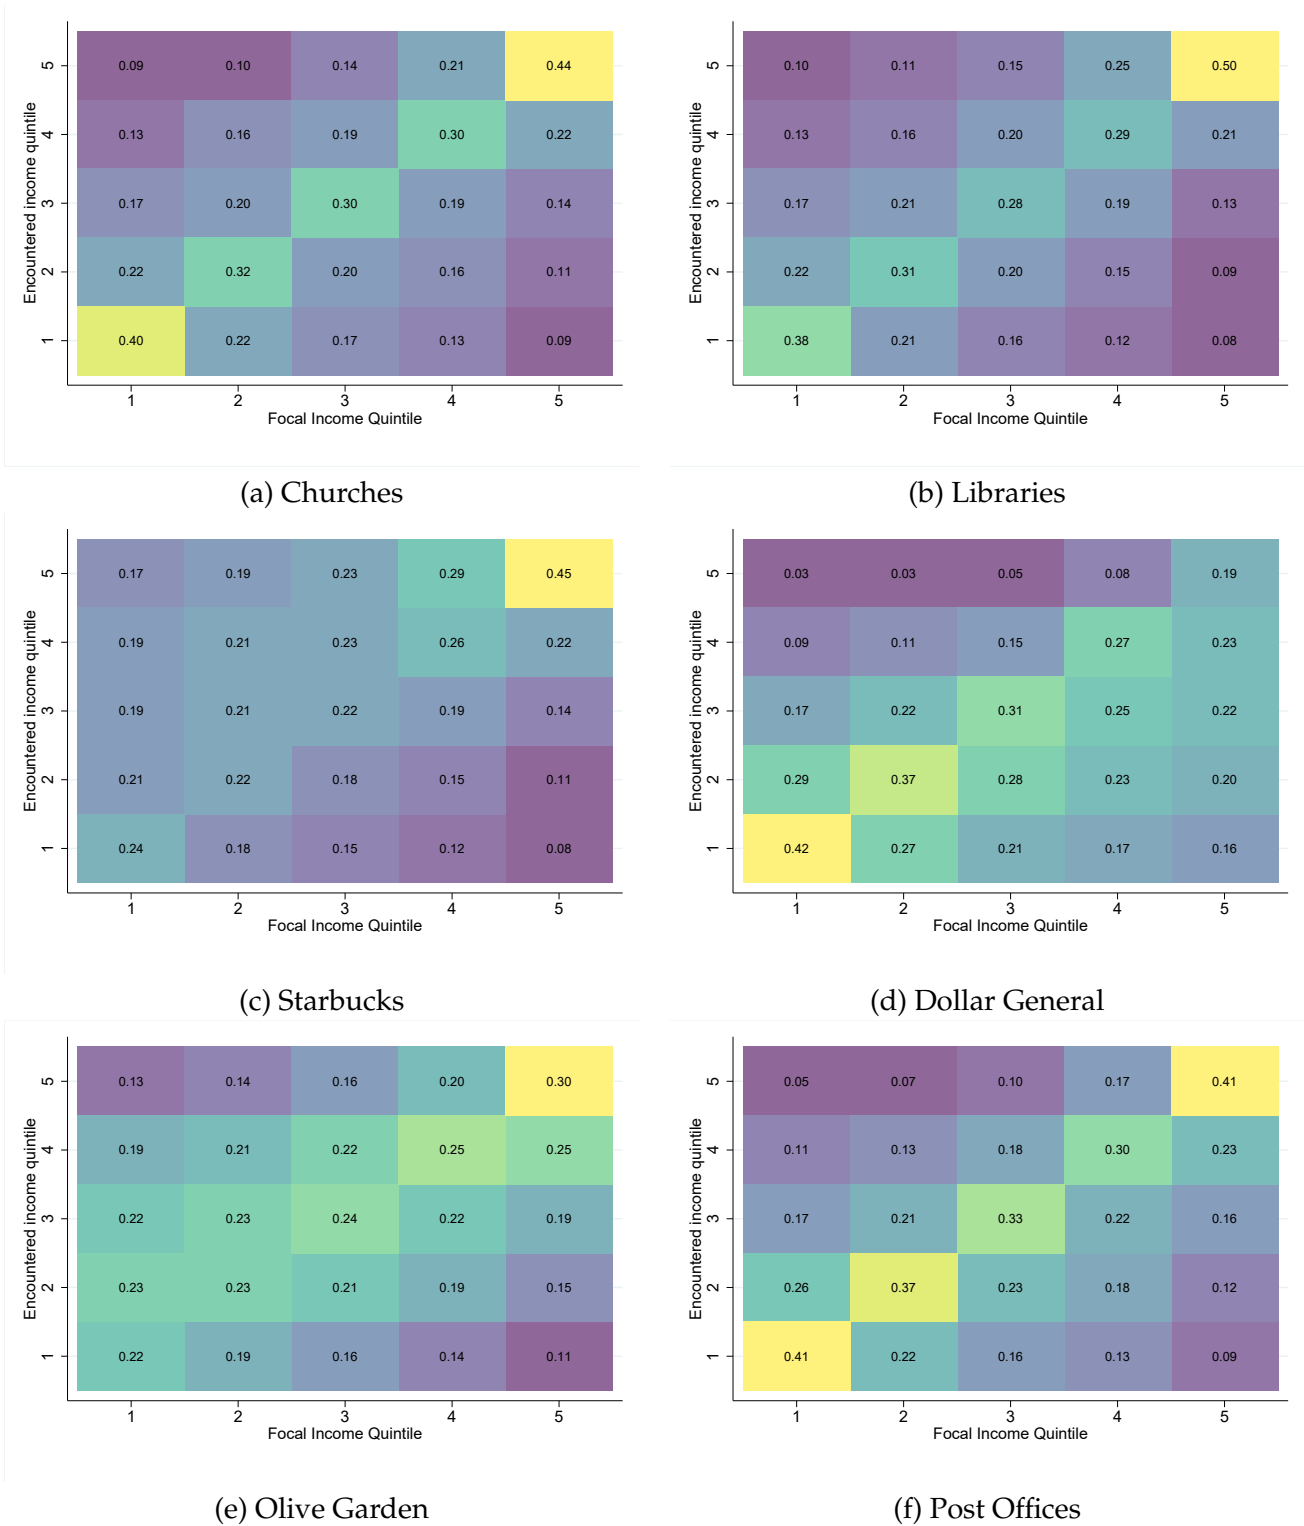 Encountered income quintile
5 0.09 0.10 0.14 0.21 0.44
4 0.13 0.16 0.19 0.30 0.22
3 0.17 0.20 0.30 0.19 0.14
2 0.22 0.32 0.20 0.16 0.11
1 0.40 0.22 0.17 0.13 0.09
1 2 3 4 5
Focal Income Quintile
(a) Churches
Encountered income quintile
5 0.10 0.11 0.15 0.25 0.50
4 0.13 0.16 0.20 0.29 0.21
3 0.17 0.21 0.28 0.19 0.13
2 0.22 0.31 0.20 0.15 0.09
1 0.38 0.21 0.16 0.12 0.08
1 2 3 4 5
Focal Income Quintile
(b) Libraries
Encountered income quintile
5 0.17 0.19 0.23 0.29 0.45
4 0.19 0.21 0.23 0.26 0.22
3 0.19 0.21 0.22 0.19 0.14
2 0.21 0.22 0.18 0.15 0.11
1 0.24 0.18 0.15 0.12 0.08
1 2 3 4 5
Focal Income Quintile
(c) Starbucks
Encountered income quintile
5 0.03 0.03 0.05 0.08 0.19
4 0.09 0.11 0.15 0.27 0.23
3 0.17 0.22 0.31 0.25 0.22
2 0.29 0.37 0.28 0.23 0.20
1 0.42 0.27 0.21 0.17 0.16
1 2 3 4 5
Focal Income Quintile
(d) Dollar General
Encountered income quintile
5 0.13 0.14 0.16 0.20 0.30
4 0.19 0.21 0.22 0.25 0.25
3 0.22 0.23 0.24 0.22 0.19
2 0.23 0.23 0.21 0.19 0.15
1 0.22 0.19 0.16 0.14 0.11
1 2 3 4 5
Focal Income Quintile
(e) Olive Garden
Encountered income quintile
5 0.05 0.07 0.10 0.17 0.41
4 0.11 0.13 0.18 0.30 0.23
3 0.17 0.21 0.33 0.22 0.16
2 0.26 0.37 0.23 0.18 0.12
1 0.41 0.22 0.16 0.13 0.09
1 2 3 4 5
Focal Income Quintile
(f) Post Offices